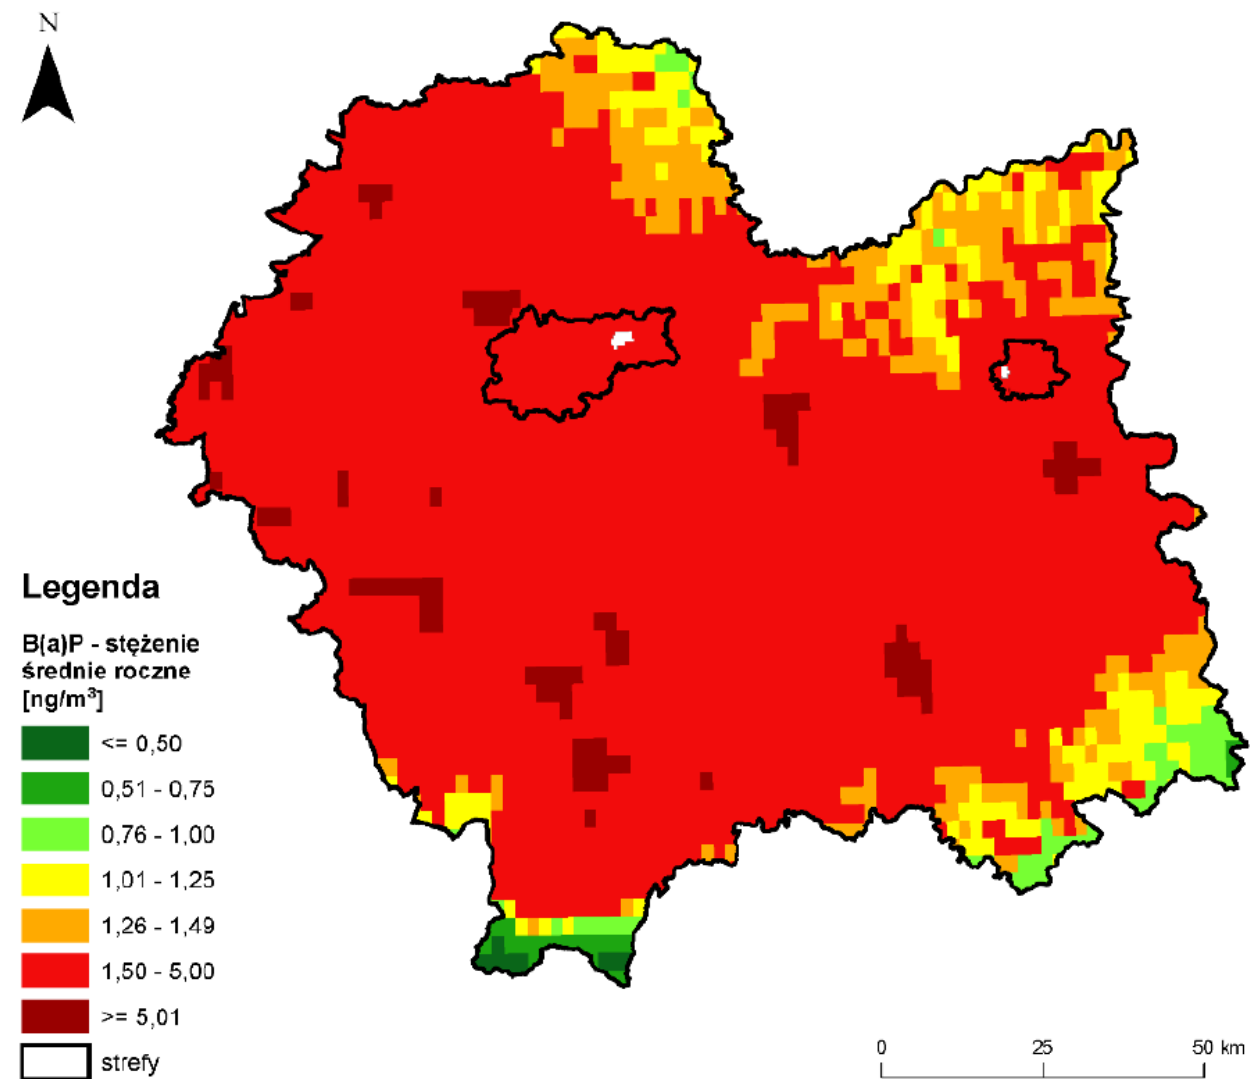 N
Legenda
B(a)P - stężenie
średnie roczne
[ng/m³]
<= 0,50
0,51 - 0,75
0,76 - 1,00
1,01 - 1,25
1,26 - 1,49
1,50 - 5,00
>= 5,01
strefy
0 25 50 km